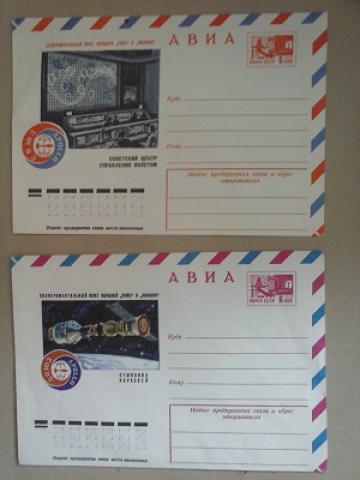 ЭКСПЕРИМЕНТАЛЬНЫЙ ПОЛЕТ КОРАБЛЕЙ „СОЮЗ" И „АПОЛЛОН"
АВИА
ПОЧТА СССР 6 КОП
Куда
Кому
СОЮЗ APOLLO
СОВЕТСКИЙ ЦЕНТР
УПРАВЛЕНИЯ ПОЛЕТОМ
Индекс предприятия связи и адрес
отправителя
Индекс предприятия связи места назначения
ЭКСПЕРИМЕНТАЛЬНЫЙ ПОЛЕТ КОРАБЛЕЙ „СОЮЗ" И „АПОЛЛОН"
АВИА
ПОЧТА СССР 6 КОП
Куда
Кому
СОЮЗ APOLLO
СТЫКОВКА
КОРАБЛЕЙ
Индекс предприятия связи и адрес
отправителя
Индекс предприятия связи места назначения